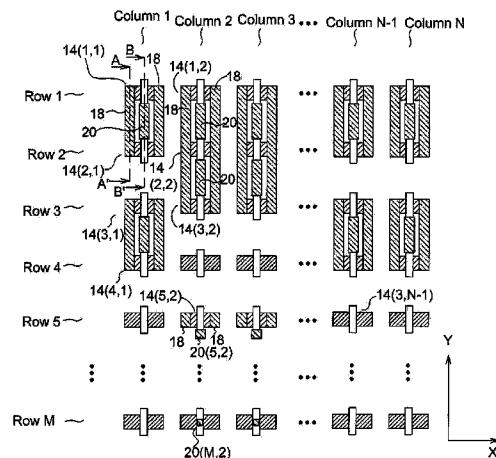 Column 1 Column 2 Column 3 ••• Column N-1 Column N
B
A
14(1,1) 18 14(1,2) 18
Row 1
18 18 20
20
Row 2
14
14(2,1)
A' B' (2,2) 20
Row 3
14(3,1) 14(3,2)
Row 4
14(4,1)
14(5,2) 14(3,N-1)
Row 5
18 18
20(5,2)
Y
Row M
X
20(M,2)